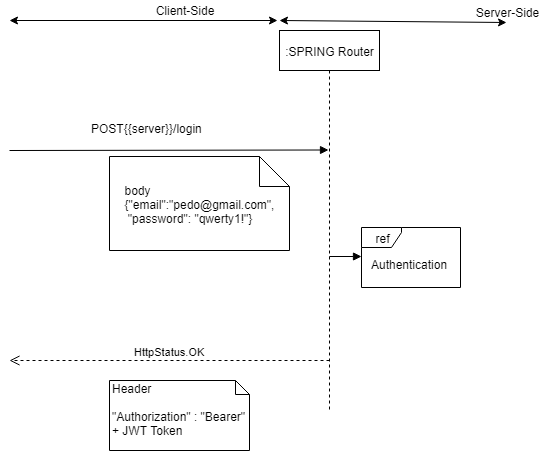 Client-Side
Server-Side
:SPRING Router
POST{{server}}/login
body
{"email":"pedo@gmail.com",
"password": "qwerty1!"}
ref
Authentication
HttpStatus.OK
Header
"Authorization" : "Bearer"
+ JWT Token